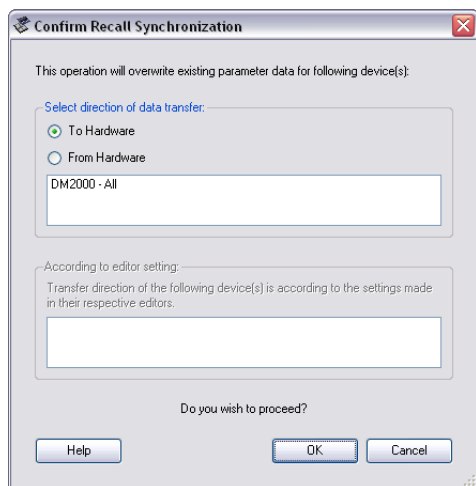 Confirm Recall Synchronization
This operation will overwrite existing parameter data for following device(s):
Select direction of data transfer:
To Hardware
From Hardware
DM2000 - All
According to editor setting:
Transfer direction of the following device(s) is according to the settings made
in their respective editors.
Do you wish to proceed?
Help
OK
Cancel